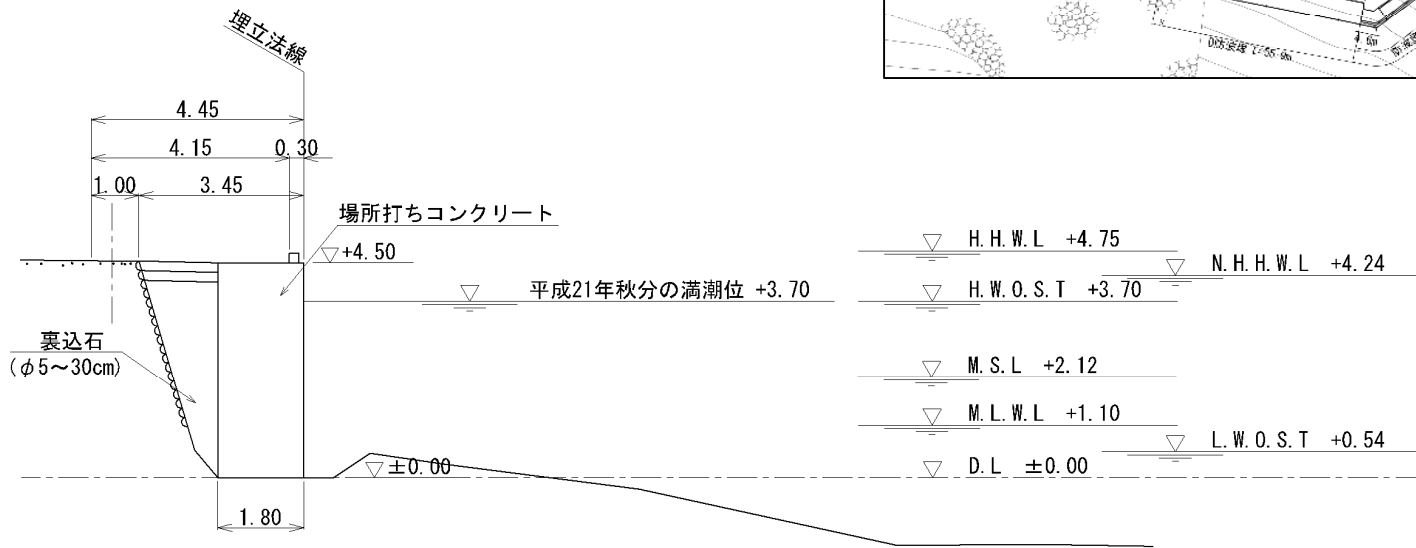 埋立法線
4.45
4.15 0.30
1.00 3.45
場所打ちコンクリート
+4.50
H.H.W.L +4.75
N.H.H.W.L +4.24
平成21年秋分の満潮位 +3.70
H.W.O.S.T +3.70
裏込石
(φ5〜30cm)
M.S.L +2.12
M.L.W.L +1.10
L.W.O.S.T +0.54
±0.00
D.L ±0.00
1.80